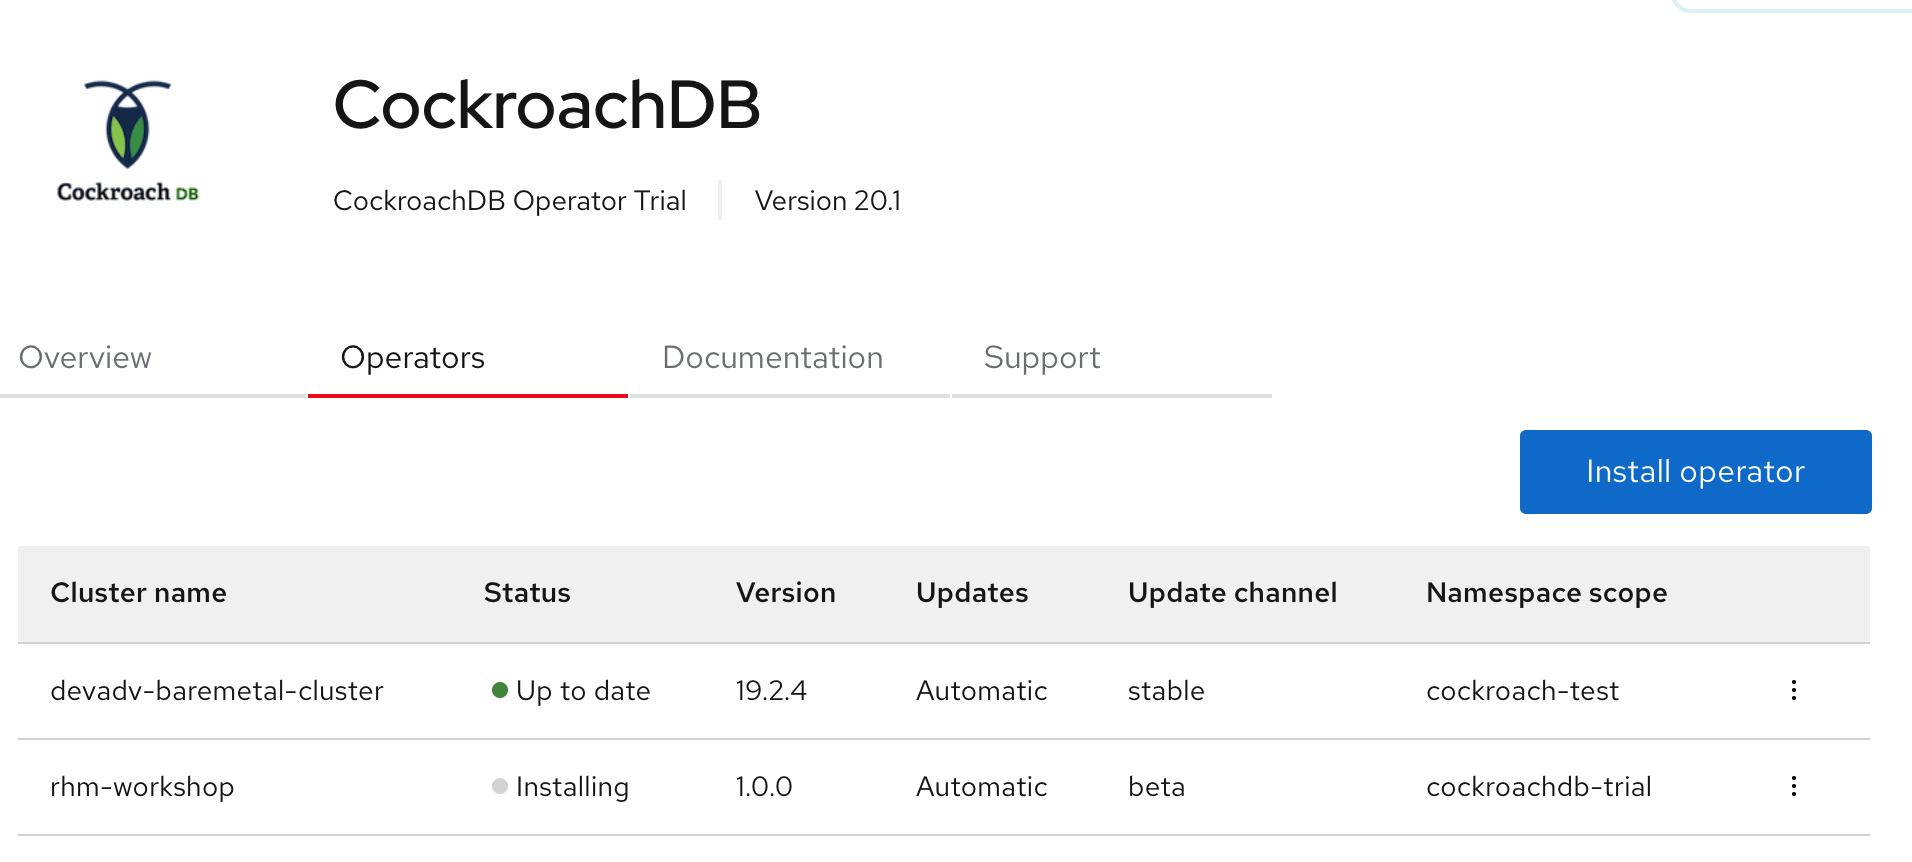 CockroachDB
Cockroach DB
CockroachDB Operator Trial Version 20.1
Overview Operators Documentation Support
Install operator
Cluster name Status Version Updates Update channel Namespace scope
devadv-baremetal-cluster Up to date 19.2.4 Automatic stable cockroach-test
rhm-workshop Installing 1.0.0 Automatic beta cockroachdb-trial